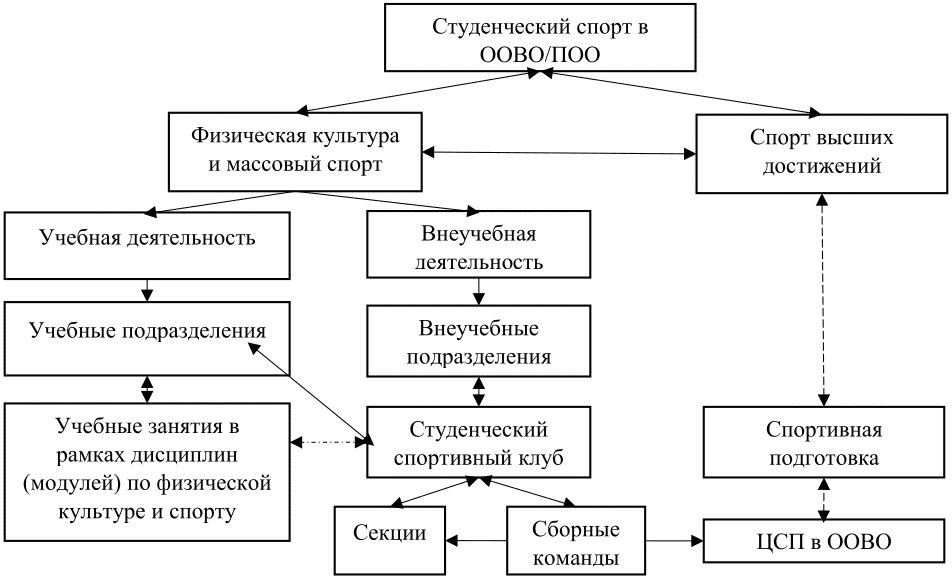 Студенческий спорт в
ООВО/ПОО
Физическая культура
и массовый спорт
Спорт высших
достижений
Учебная деятельность
Внеучебная
деятельность
Учебные подразделения
Внеучебные
подразделения
Учебные занятия в
рамках дисциплин
(модулей) по физической
культуре и спорту
Студенческий
спортивный клуб
Спортивная
подготовка
Секции
Сборные
команды
ЦСП в ООВО